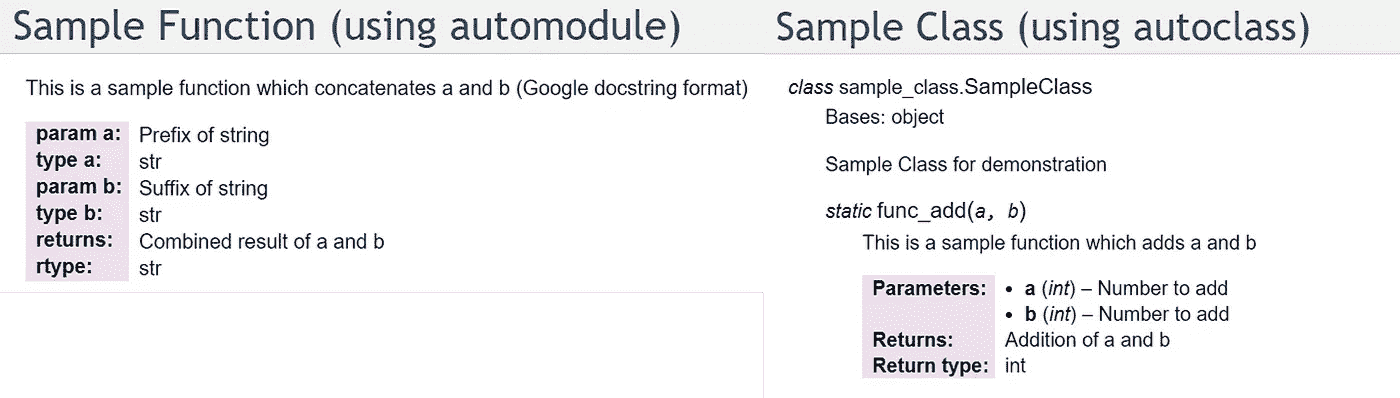 Sample Function (using automodule)
This is a sample function which concatenates a and b (Google docstring format)
param a: Prefix of string
type a: str
param b: Suffix of string
type b: str
returns: Combined result of a and b
rtype: str
Sample Class (using autoclass)
class sample_class.SampleClass
Bases: object
Sample Class for demonstration
static func_add(a, b)
This is a sample function which adds a and b
Parameters: • a (int) – Number to add
• b (int) – Number to add
Returns: Addition of a and b
Return type: int